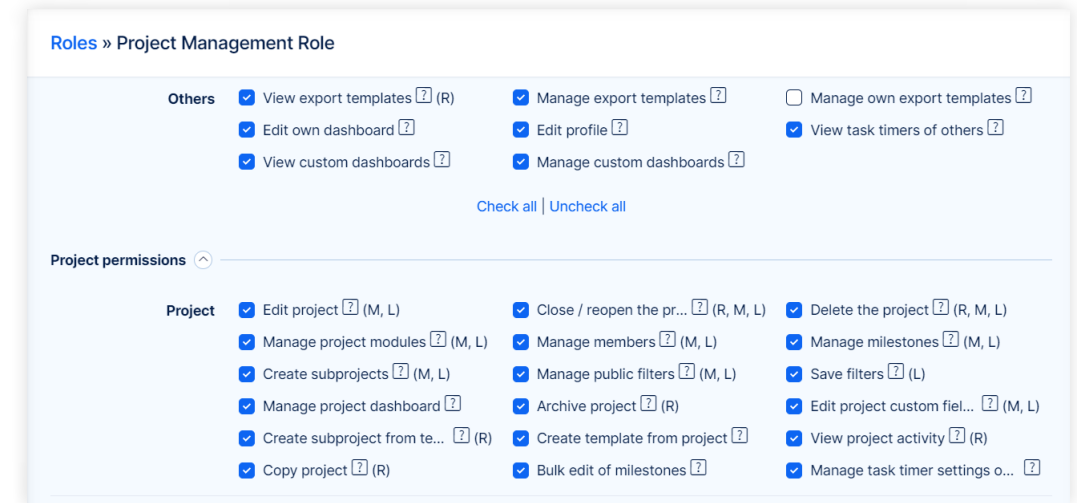 Roles » Project Management Role
Others View export templates ? (R) Manage export templates ? Manage own export templates ?
Edit own dashboard ? Edit profile ? View task timers of others ?
View custom dashboards ? Manage custom dashboards ?
Check all | Uncheck all
Project permissions
Project Edit project ? (M, L) Close / reopen the pr... ? (R, M, L) Delete the project ? (R, M, L)
Manage project modules ? (M, L) Manage members ? (M, L) Manage milestones ? (M, L)
Create subprojects ? (M, L) Manage public filters ? (M, L) Save filters ? (L)
Manage project dashboard ? Archive project ? (R) Edit project custom fiel... ? (M, L)
Create subproject from te... ? (R) Create template from project ? View project activity ? (R)
Copy project ? (R) Bulk edit of milestones ? Manage task timer settings o... ?